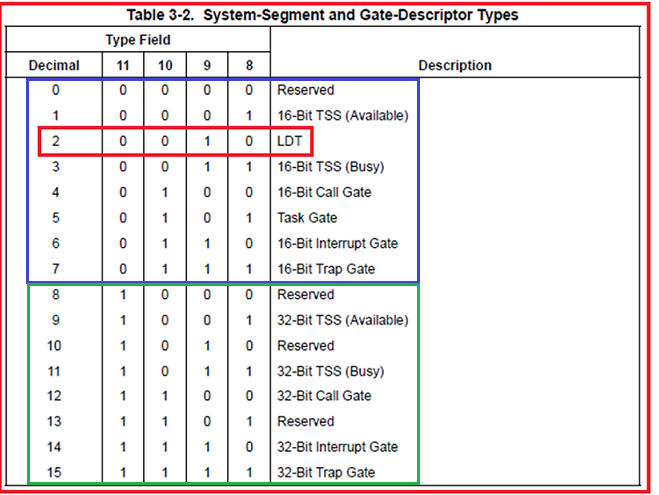 Table 3-2. System-Segment and Gate-Descriptor Types
Type Field
Decimal 11 10 9 8 Description
0 0 0 0 0 Reserved
1 0 0 0 1 16-Bit TSS (Available)
2 0 0 1 0 LDT
3 0 0 1 1 16-Bit TSS (Busy)
4 0 1 0 0 16-Bit Call Gate
5 0 1 0 1 Task Gate
6 0 1 1 0 16-Bit Interrupt Gate
7 0 1 1 1 16-Bit Trap Gate
8 1 0 0 0 Reserved
9 1 0 0 1 32-Bit TSS (Available)
10 1 0 1 0 Reserved
11 1 0 1 1 32-Bit TSS (Busy)
12 1 1 0 0 32-Bit Call Gate
13 1 1 0 1 Reserved
14 1 1 1 0 32-Bit Interrupt Gate
15 1 1 1 1 32-Bit Trap Gate